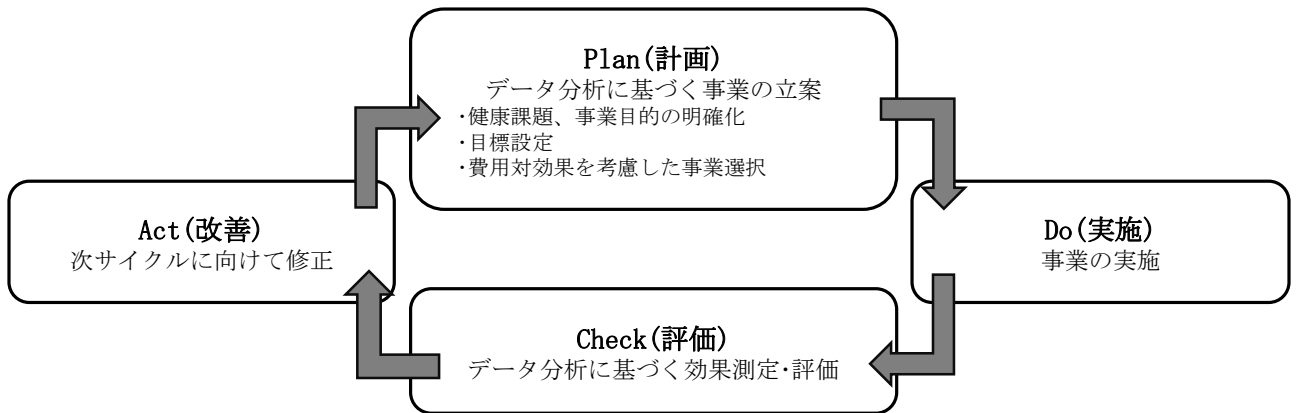 Plan(計画)
データ分析に基づく事業の立案
・健康課題、事業目的の明確化
・目標設定
・費用対効果を考慮した事業選択
Do(実施)
事業の実施
Check(評価)
データ分析に基づく効果測定・評価
Act(改善)
次サイクルに向けて修正